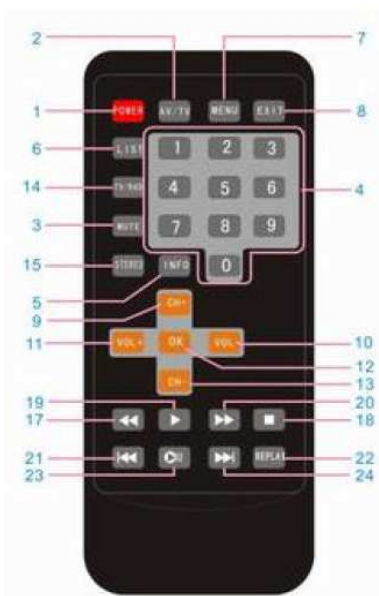 2 7
1 POWER AV/TV MENU EXIT 8
6 LIST 1 2 3
14 4 5 6 4
3 MUTE 7 8 9
15 STEREO INFO 0
5
9 CH+
11 VOL+ OK VOL- 10
12
CH- 13
19 20
17 18
21 REPLAY 22
23 24